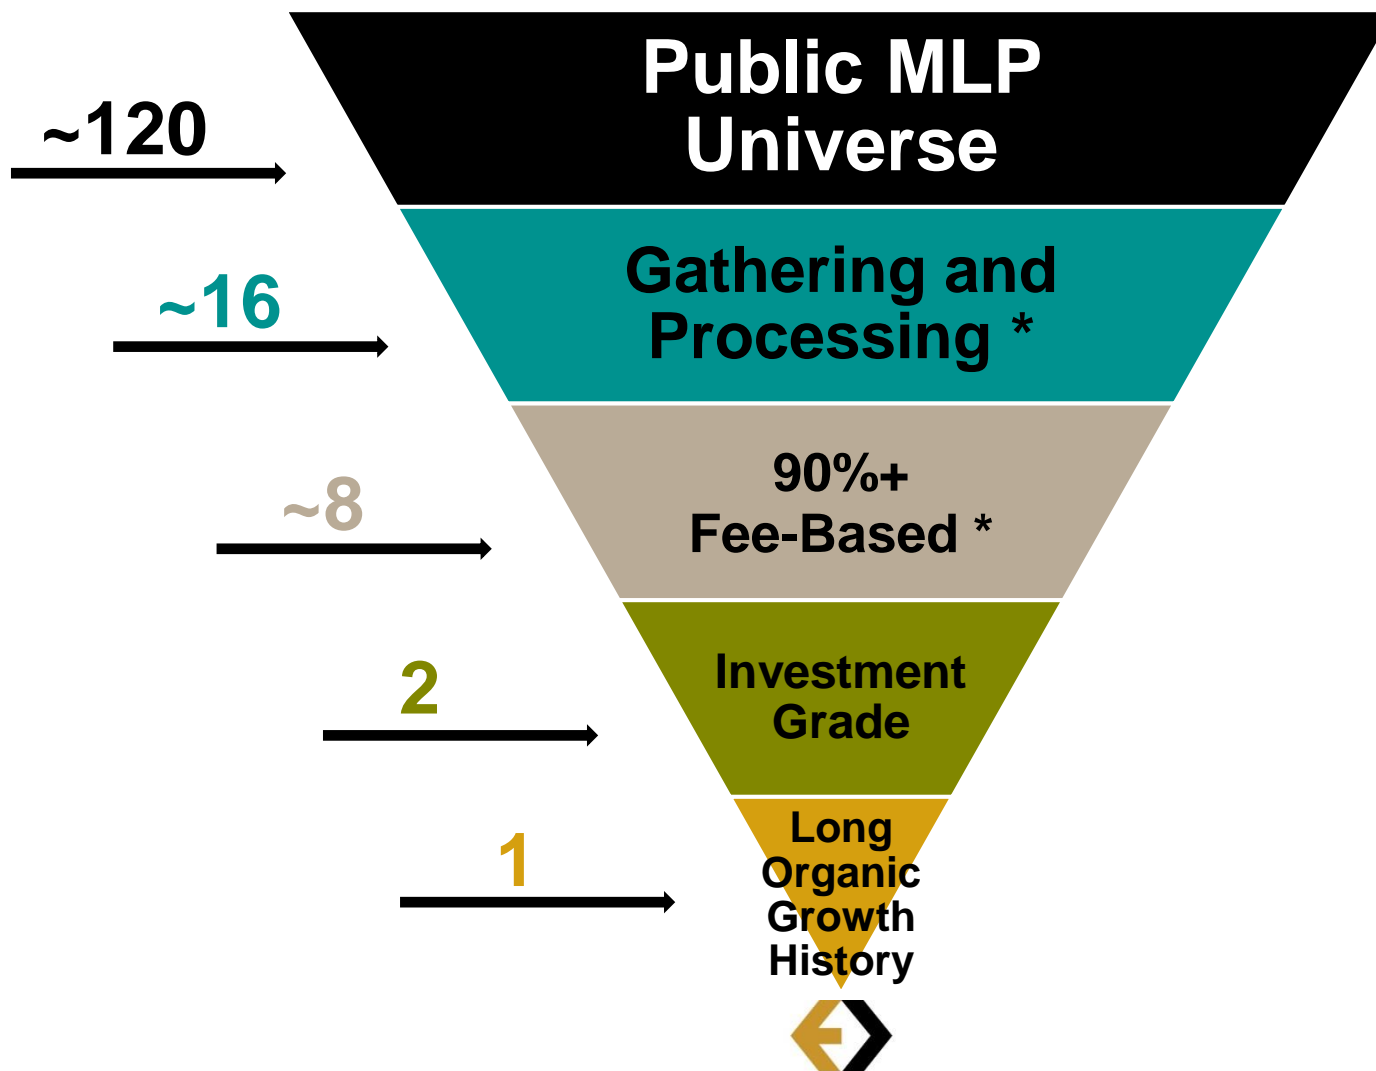 Public MLP
Universe
~120
Gathering and
Processing *
~16
90%+
Fee-Based *
~8
Investment
Grade
2
Long
Organic
Growth
History
1